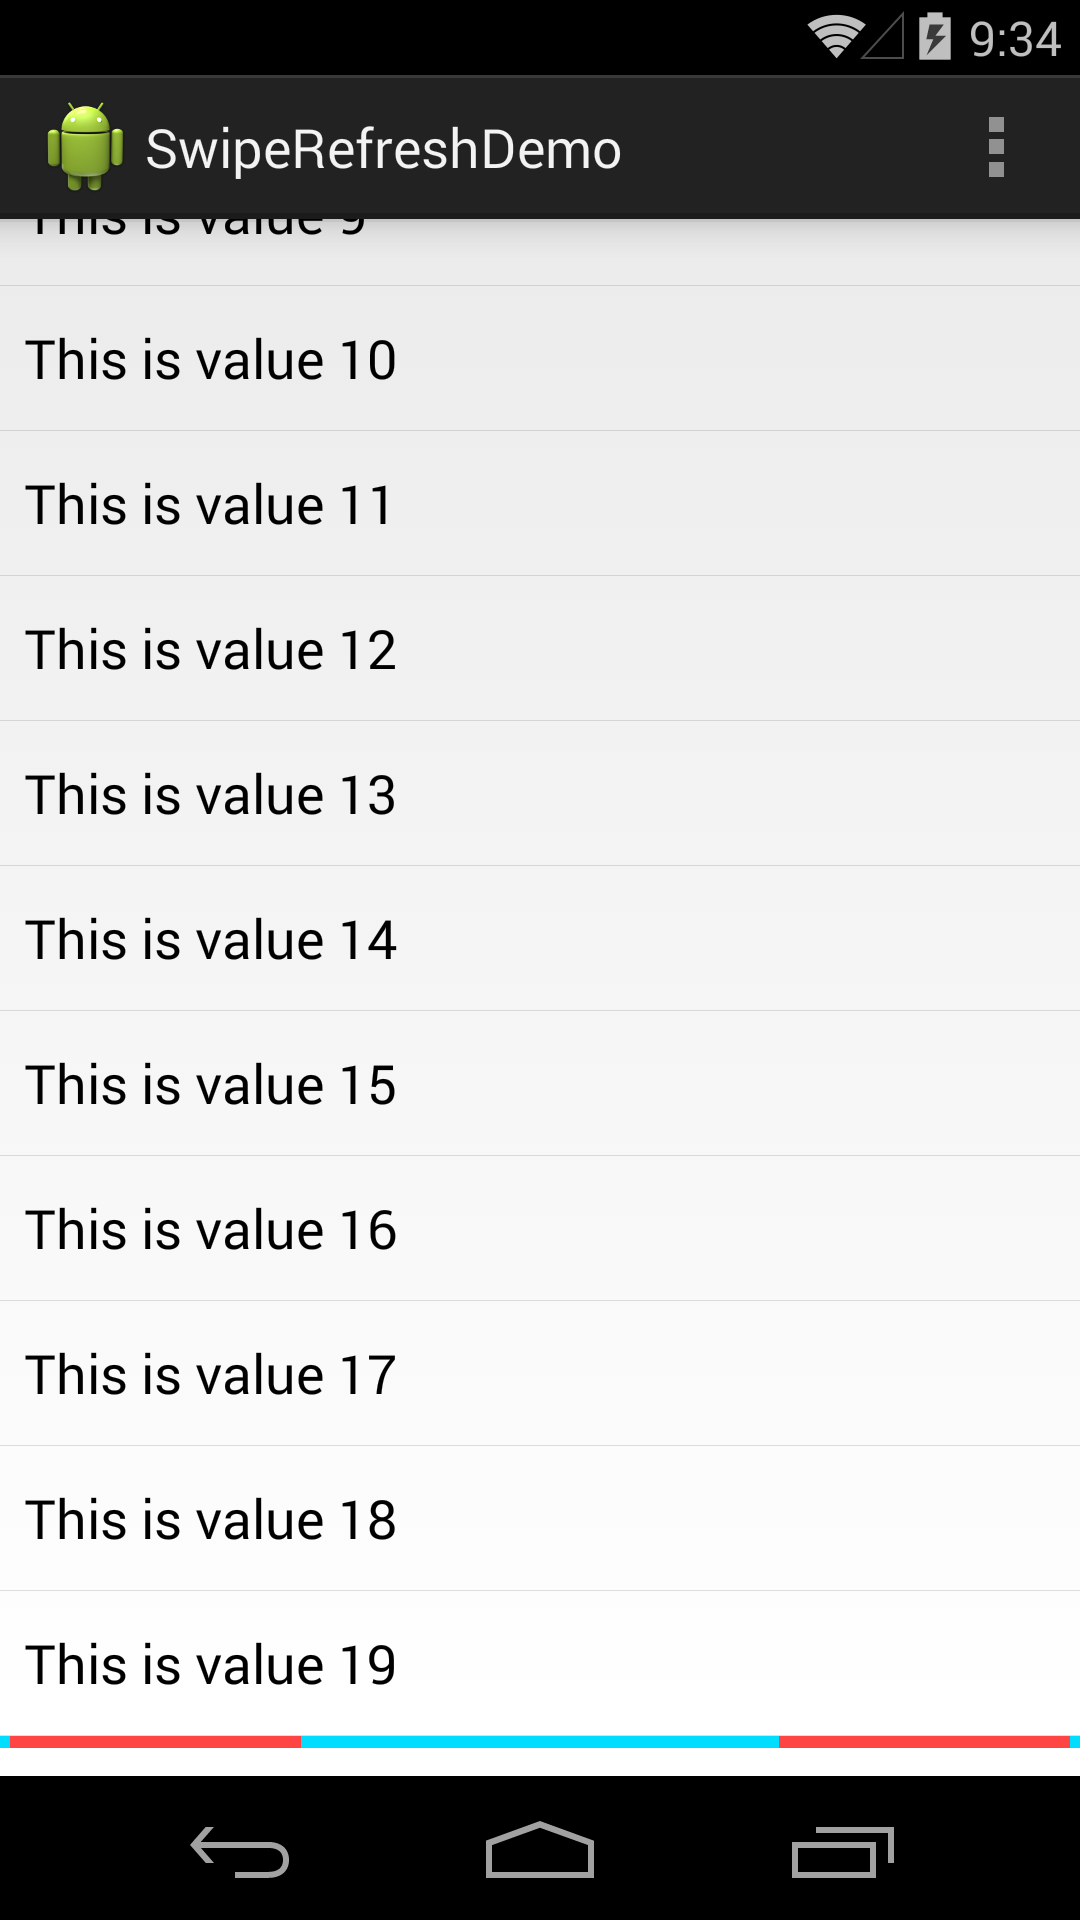 9:34
SwipeRefreshDemo
This is value 9
This is value 10
This is value 11
This is value 12
This is value 13
This is value 14
This is value 15
This is value 16
This is value 17
This is value 18
This is value 19